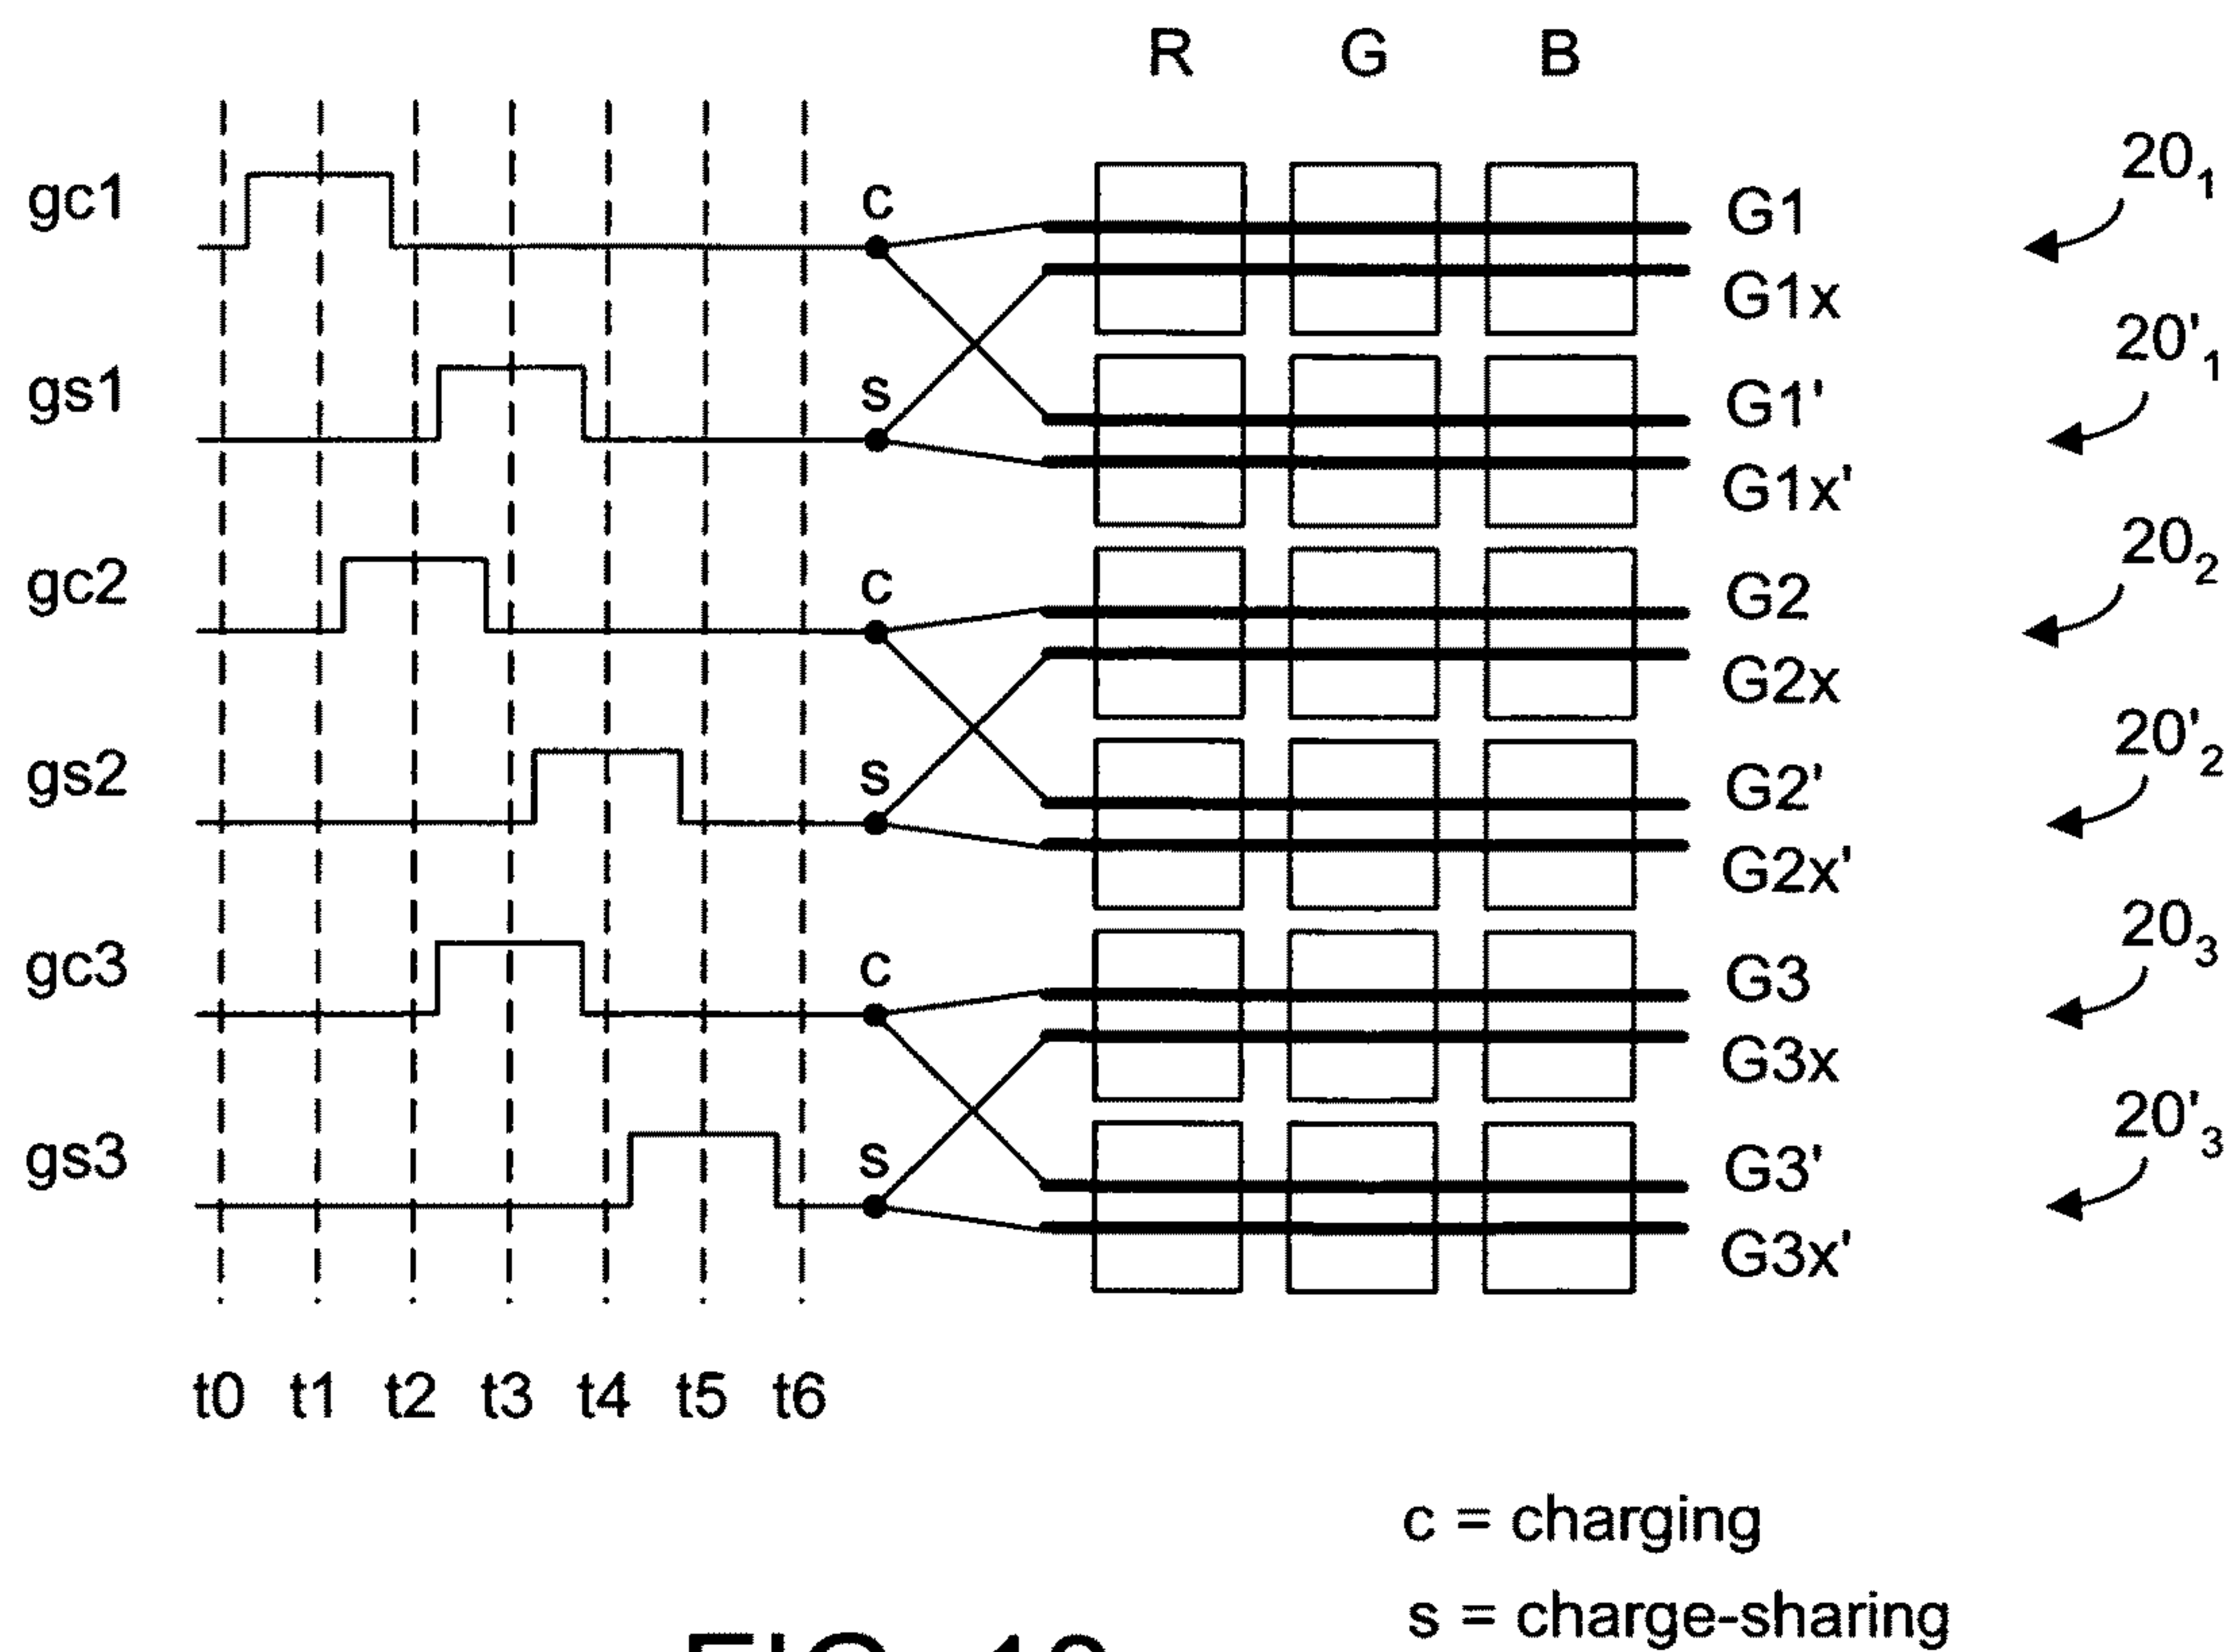 R G B
gc1 c G1 20₁
G1x
gs1 s G1' 20'₁
G1x'
gc2 c G2 20₂
G2x
gs2 s G2' 20'₂
G2x'
gc3 c G3 20₃
G3x
gs3 s G3' 20'₃
G3x'
t0 t1 t2 t3 t4 t5 t6
c = charging
s = charge-sharing